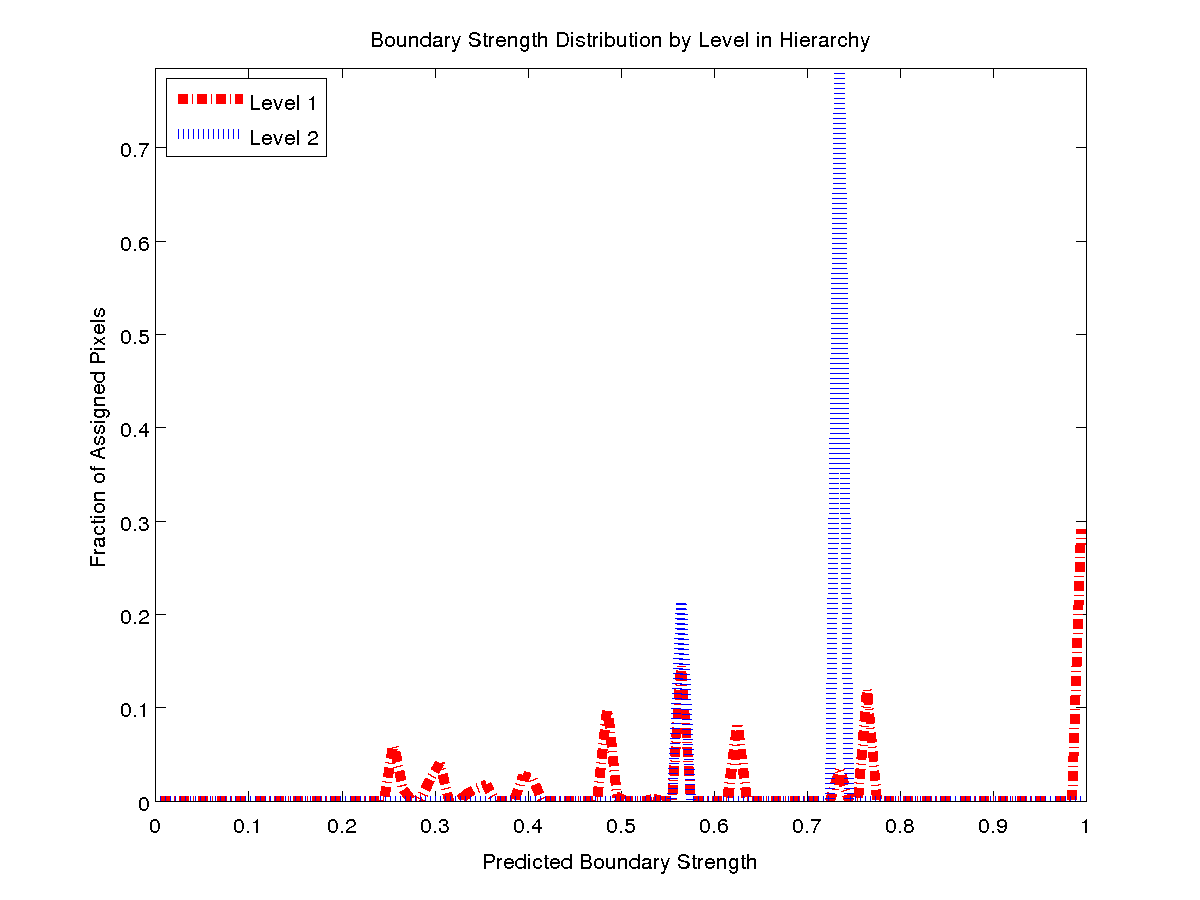 Boundary Strength Distribution by Level in Hierarchy
Level 1
Level 2
0.7
0.6
0.5
0.4
0.3
0.2
0.1
0
Fraction of Assigned Pixels
0 0.1 0.2 0.3 0.4 0.5 0.6 0.7 0.8 0.9 1
Predicted Boundary Strength